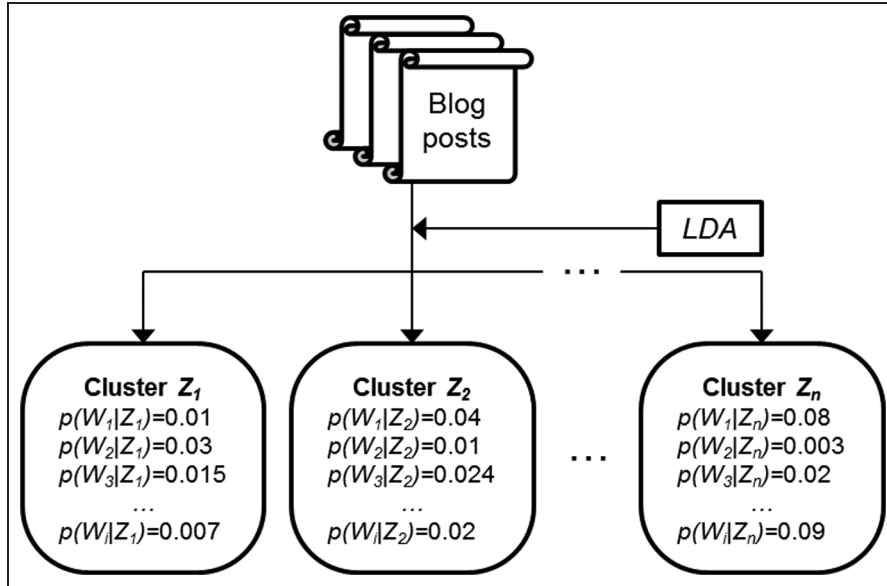 Blog
posts
LDA
...
Cluster Z₁
p(W₁|Z₁)=0.01
p(W₂|Z₁)=0.03
p(W₃|Z₁)=0.015
...
p(Wᵢ|Z₁)=0.007
Cluster Z₂
p(W₁|Z₂)=0.04
p(W₂|Z₂)=0.01
p(W₃|Z₂)=0.024
...
p(Wᵢ|Z₂)=0.02
...
Cluster Zₙ
p(W₁|Zₙ)=0.08
p(W₂|Zₙ)=0.003
p(W₃|Zₙ)=0.02
...
p(Wᵢ|Zₙ)=0.09